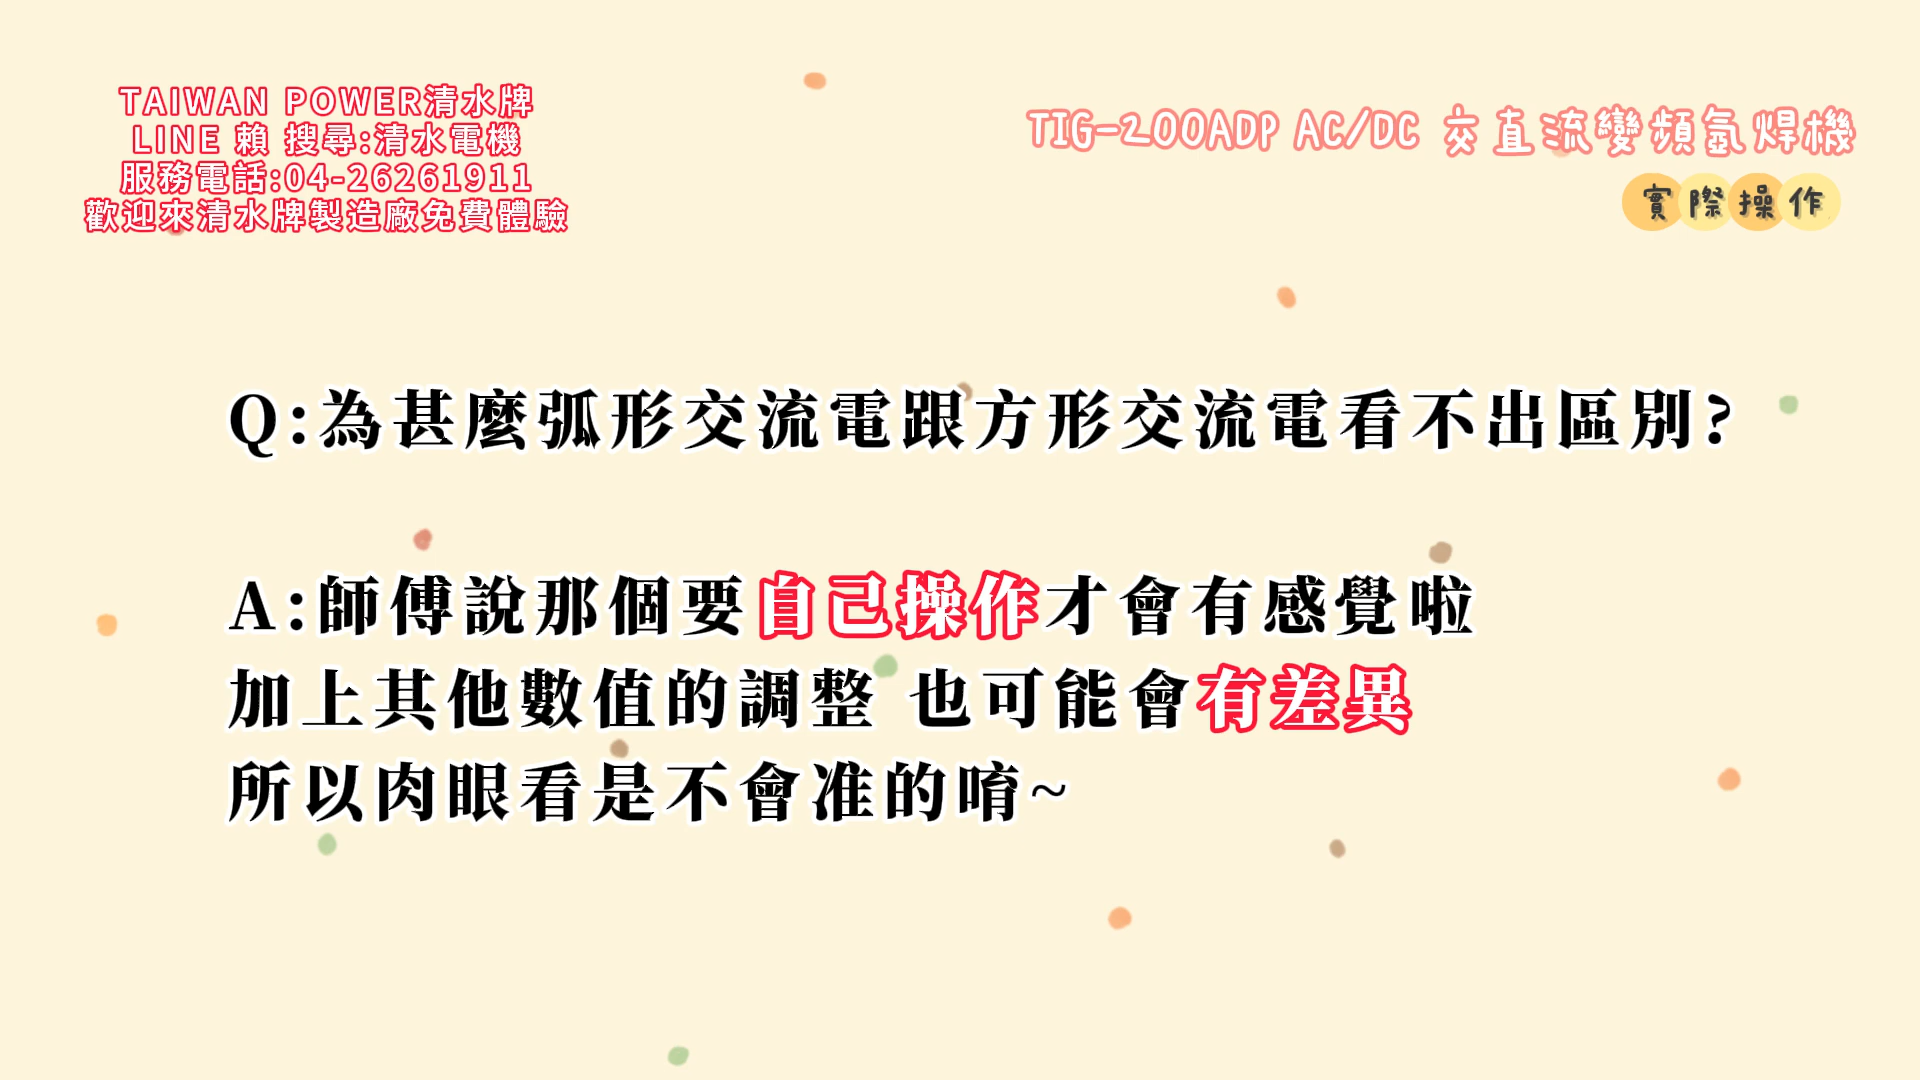 TAIWAN POWER清水牌
LINE 賴 搜尋:清水電機
服務電話:04-26261911
歡迎來清水牌製造廠免費體驗
TIG-200ADP AC/DC 交直流變頻氬焊機
實際操作
Q:為甚麼弧形交流電跟方形交流電看不出區別?
A:師傅說那個要自己操作才會有感覺啦
加上其他數值的調整 也可能會有差異
所以肉眼看是不會准的唷~